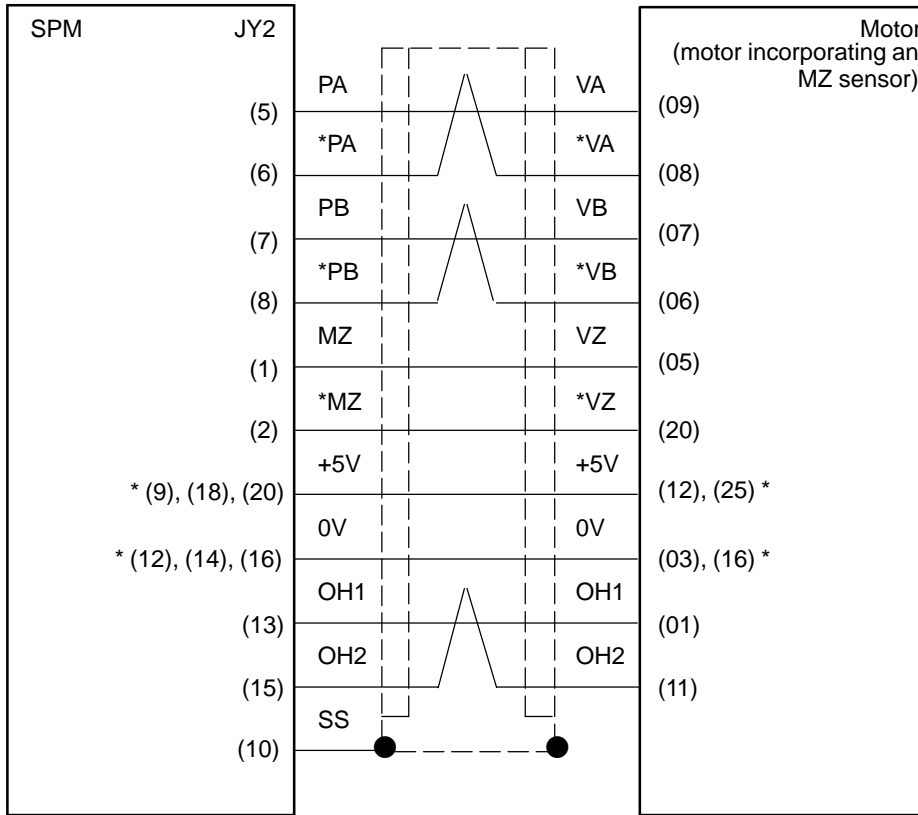 SPM JY2 Motor
(motor incorporating an
MZ sensor)
PA VA
(5) (09)
*PA *VA
(6) (08)
PB VB
(7) (07)
*PB *VB
(8) (06)
MZ VZ
(1) (05)
*MZ *VZ
(2) (20)
+5V +5V
* (9), (18), (20) (12), (25) *
0V 0V
* (12), (14), (16) (03), (16) *
OH1 OH1
(13) (01)
OH2 OH2
(15) (11)
SS
(10)